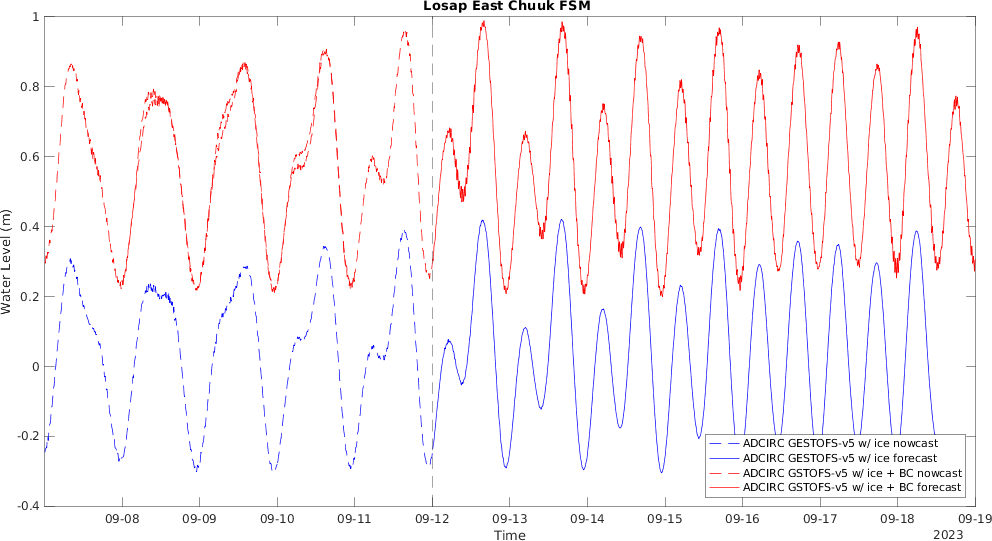 Losap East Chuuk FSM
Water Level (m)
1
0.8
0.6
0.4
0.2
0
-0.2
-0.4
ADCIRC GESTOFS-v5 w/ ice nowcast
ADCIRC GESTOFS-v5 w/ ice forecast
ADCIRC GSTOFS-v5 w/ ice + BC nowcast
ADCIRC GSTOFS-v5 w/ ice + BC forecast
09-08 09-09 09-10 09-11 09-12 09-13 09-14 09-15 09-16 09-17 09-18 09-19
Time
2023